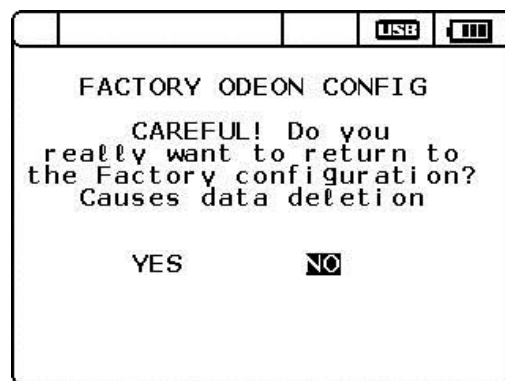 USB
FACTORY ODEON CONFIG
CAREFUL! Do you
really want to return to
the Factory configuration?
Causes data deletion
YES NO